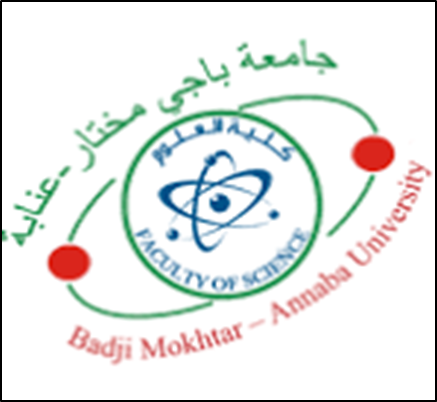 جامعة باجي مختار-عنابة
كلية العلوم
FACULTY OF SCIENCE
Badji Mokhtar – Annaba University